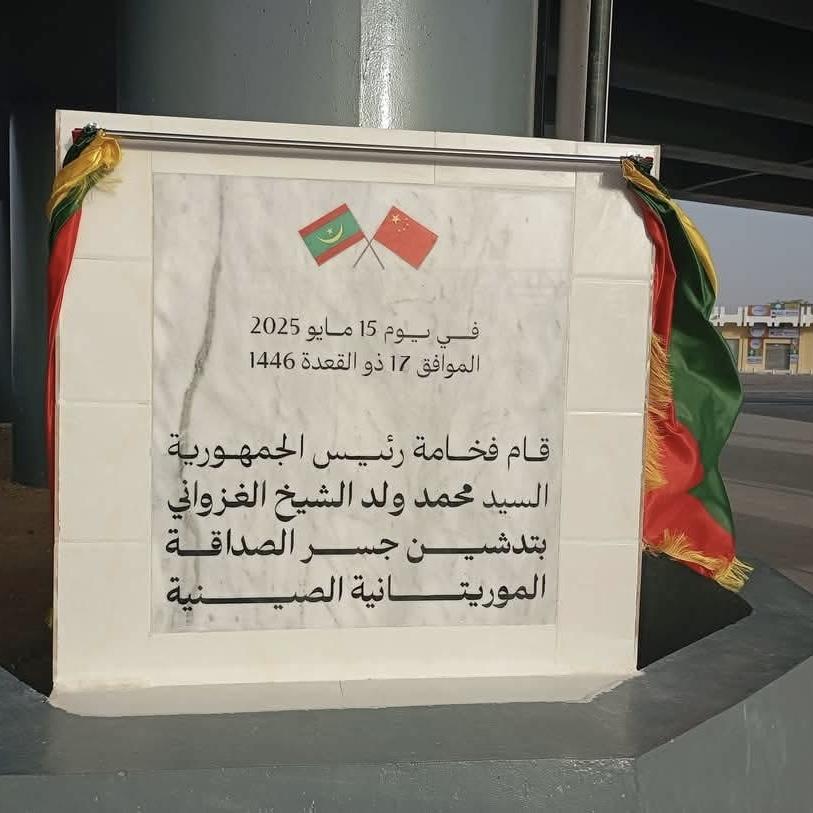 في يوم 15 مايو 2025
الموافق 17 ذو القعدة 1446
قام فخامة رئيس الجمهورية
السيد محمد ولد الشيخ الغزواني
بتدشين جسر الصداقة
الموريتانية الصينية